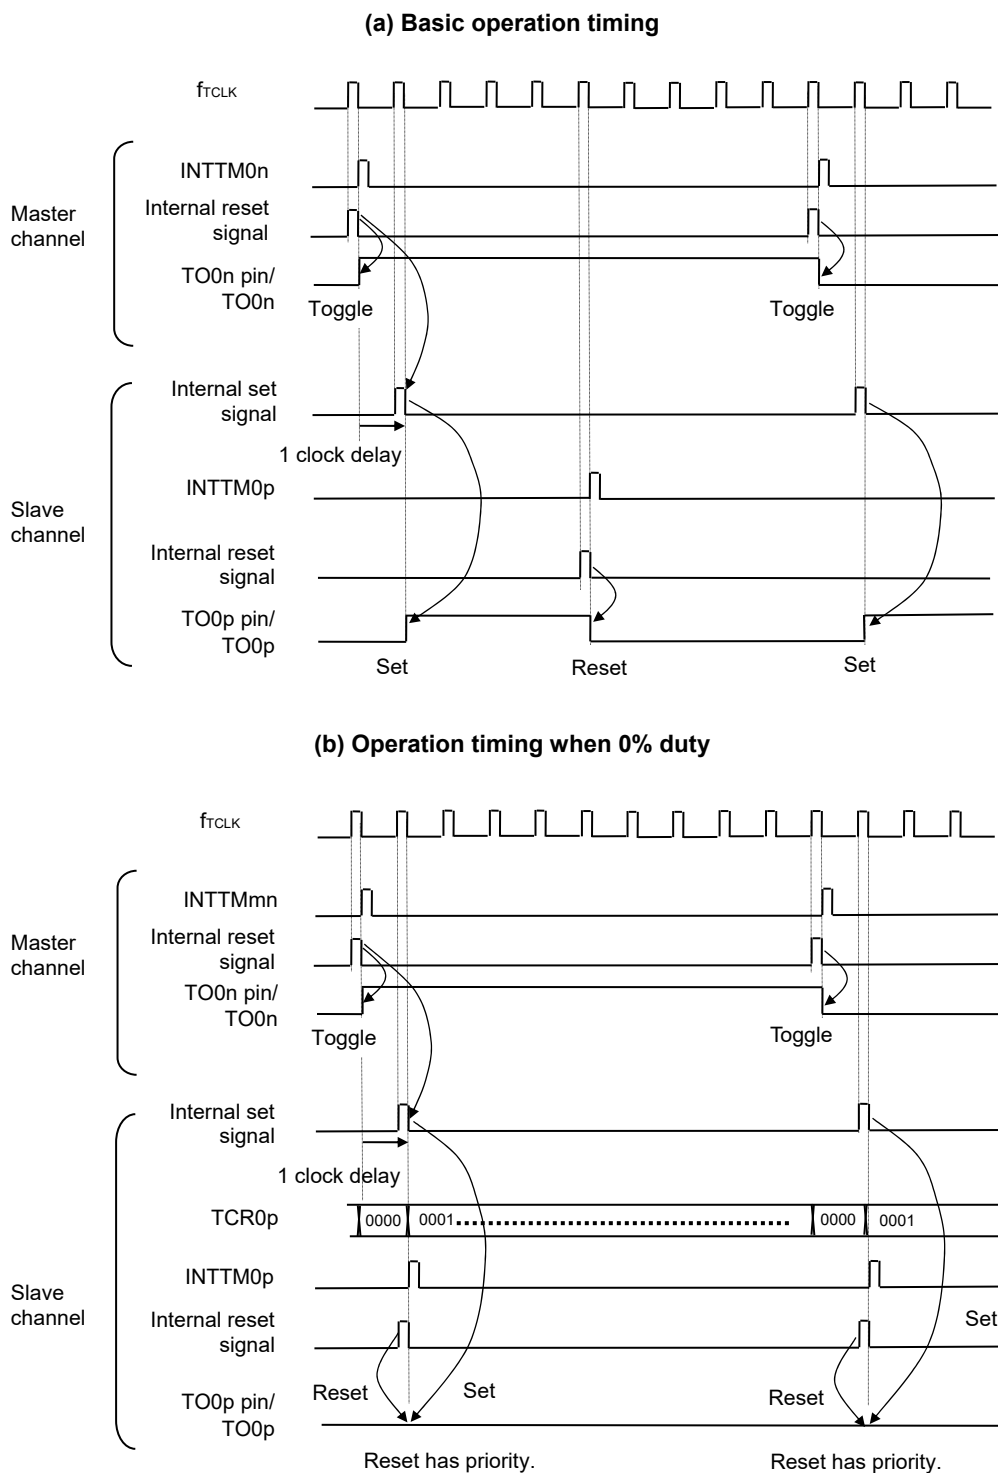 (a) Basic operation timing
fTCLK
INTTM0n
Master
channel
Internal reset
signal
TO0n pin/
TO0n
Toggle
Toggle
Internal set
signal
1 clock delay
INTTM0p
Slave
channel
Internal reset
signal
TO0p pin/
TO0p
Set
Reset
Set
(b) Operation timing when 0% duty
fTCLK
INTTMmn
Master
channel
Internal reset
signal
TO0n pin/
TO0n
Toggle
Toggle
Internal set
signal
1 clock delay
TCR0p
0000
0001
0000
0001
INTTM0p
Slave
channel
Internal reset
signal
Set
Reset
Set
Reset
TO0p pin/
TO0p
Reset has priority.
Reset has priority.